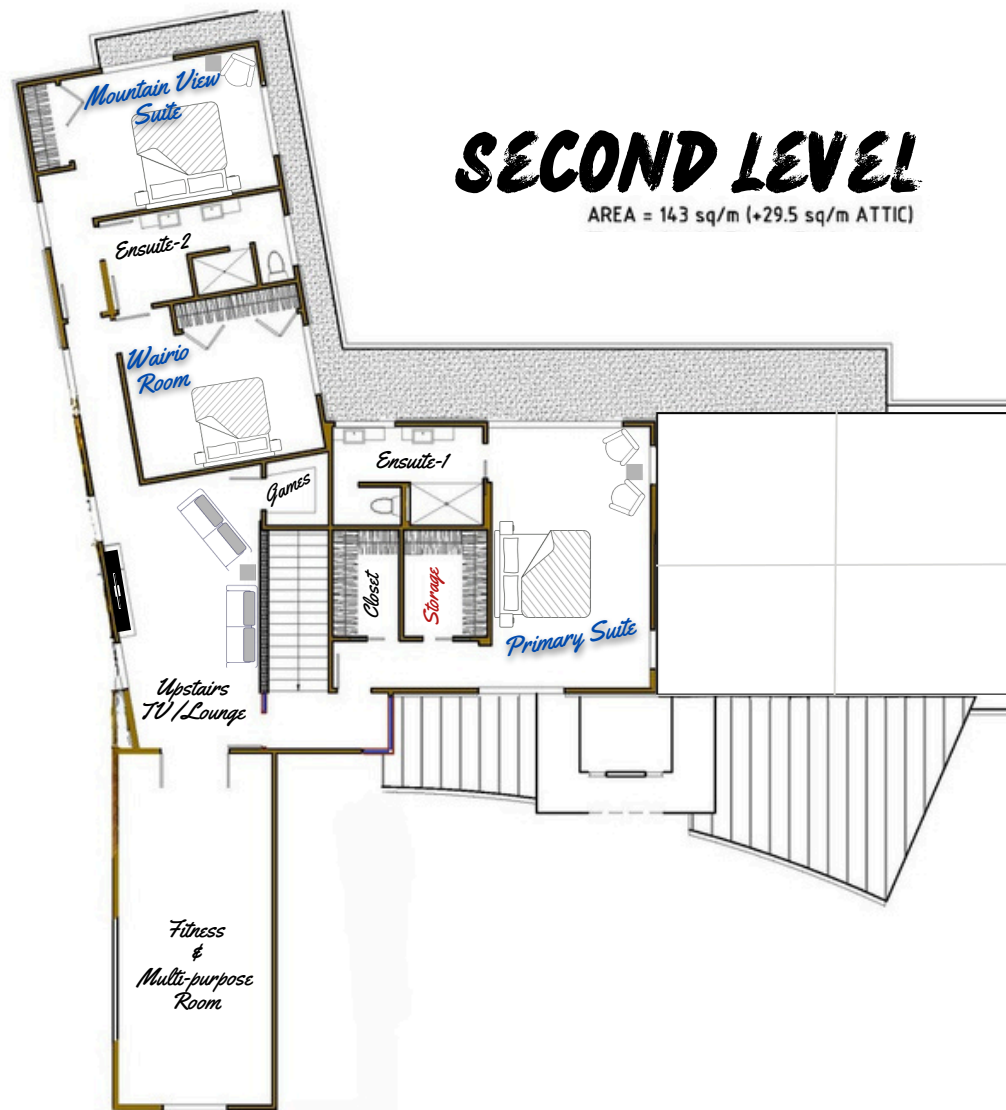 SECOND LEVEL
AREA = 143 sq/m (+29.5 sq/m ATTIC)
Mountain View
Suite
Ensuite-2
Wairio
Room
Games
Ensuite-1
Closet
Storage
Primary Suite
Upstairs
TV/Lounge
Fitness
&
Multi-purpose
Room